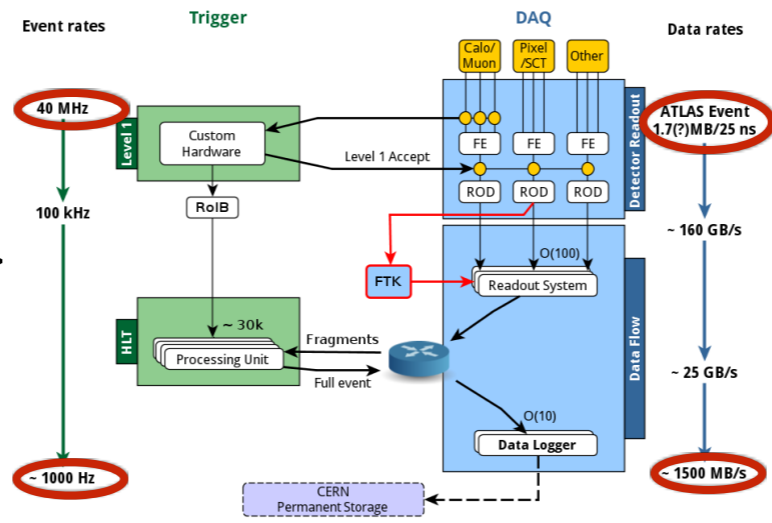 Trigger
DAQ
Event rates
Data rates
Calo/
Muon
Pixel
/SCT
Other
40 MHz
ATLAS Event
1.7(?)MB/25 ns
Level 1
Custom
Hardware
Level 1 Accept
FE
FE
FE
ROD
ROD
ROD
Detector Readout
100 kHz
RoIB
~ 160 GB/s
O(100)
FTK
Readout System
~ 30k
HLT
Processing Unit
Fragments
Full event
Data Flow
~ 25 GB/s
O(10)
Data Logger
~ 1000 Hz
~ 1500 MB/s
CERN
Permanent Storage